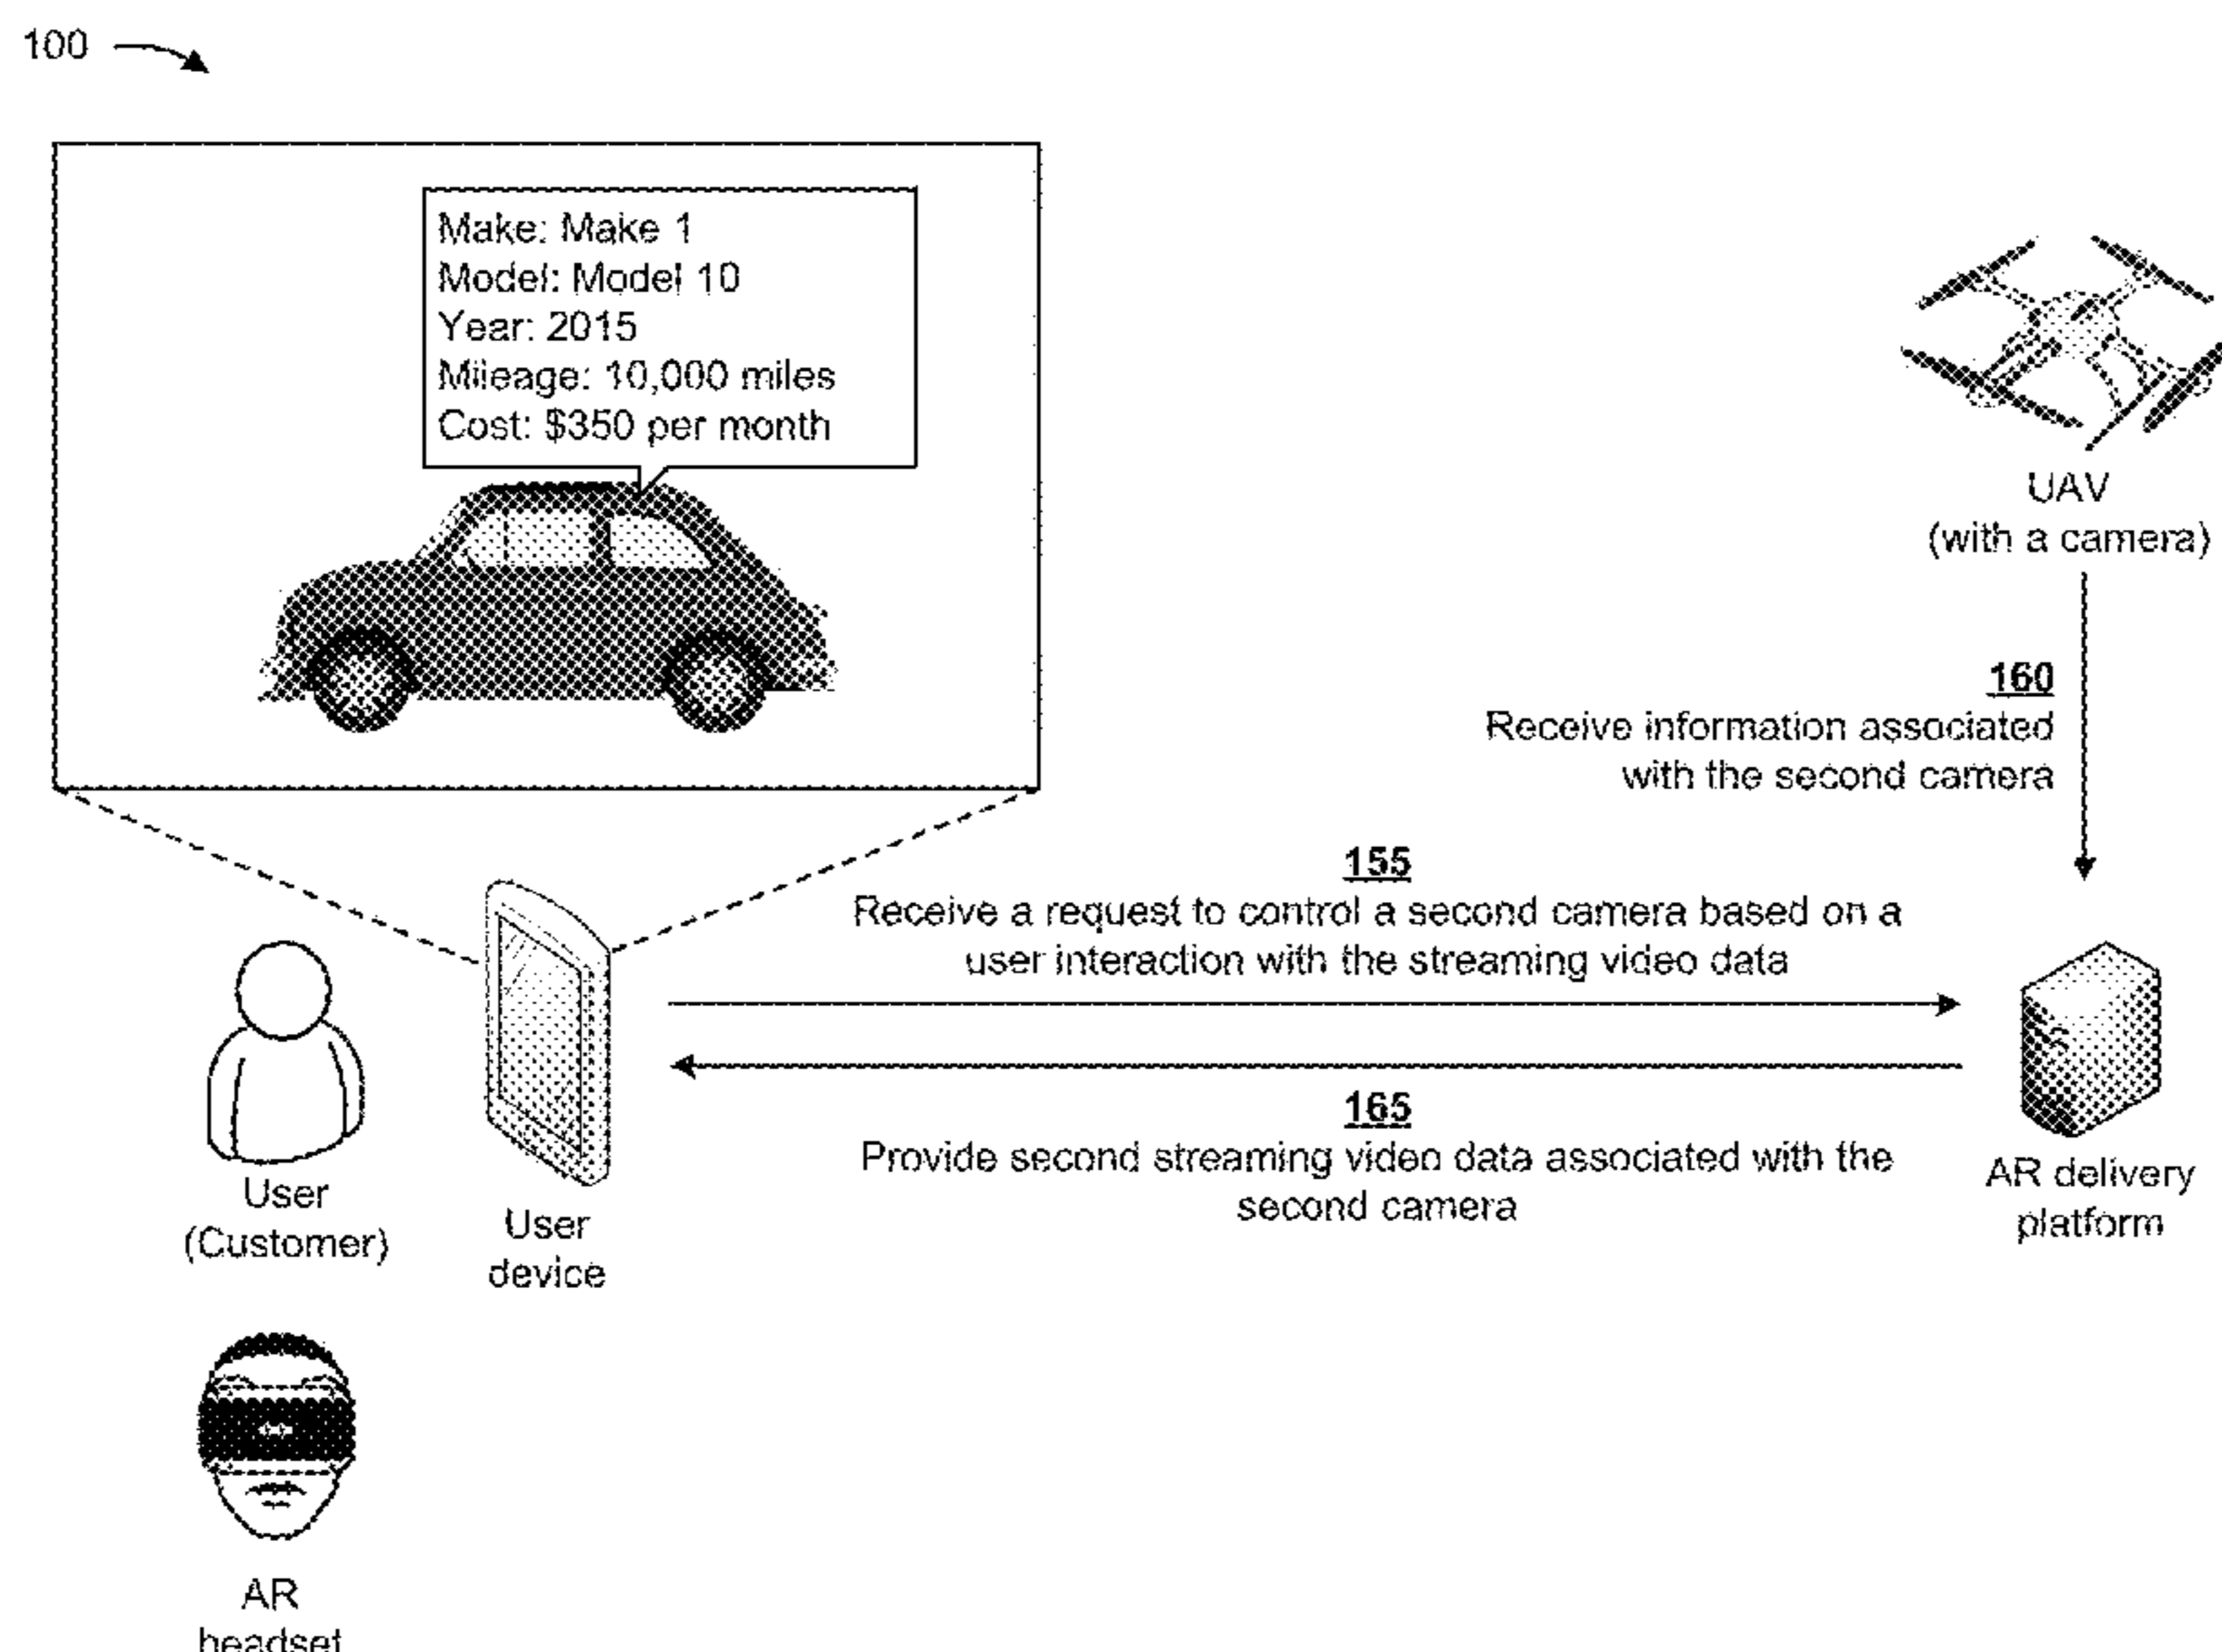 100
Make: Make 1
Model: Model 10
Year: 2015
Mileage: 10,000 miles
Cost: $350 per month
UAV
(with a camera)
160
Receive information associated
with the second camera
155
Receive a request to control a second camera based on a
user interaction with the streaming video data
165
Provide second streaming video data associated with the
second camera
User
(Customer)
User
device
AR delivery
platform
AR
headset